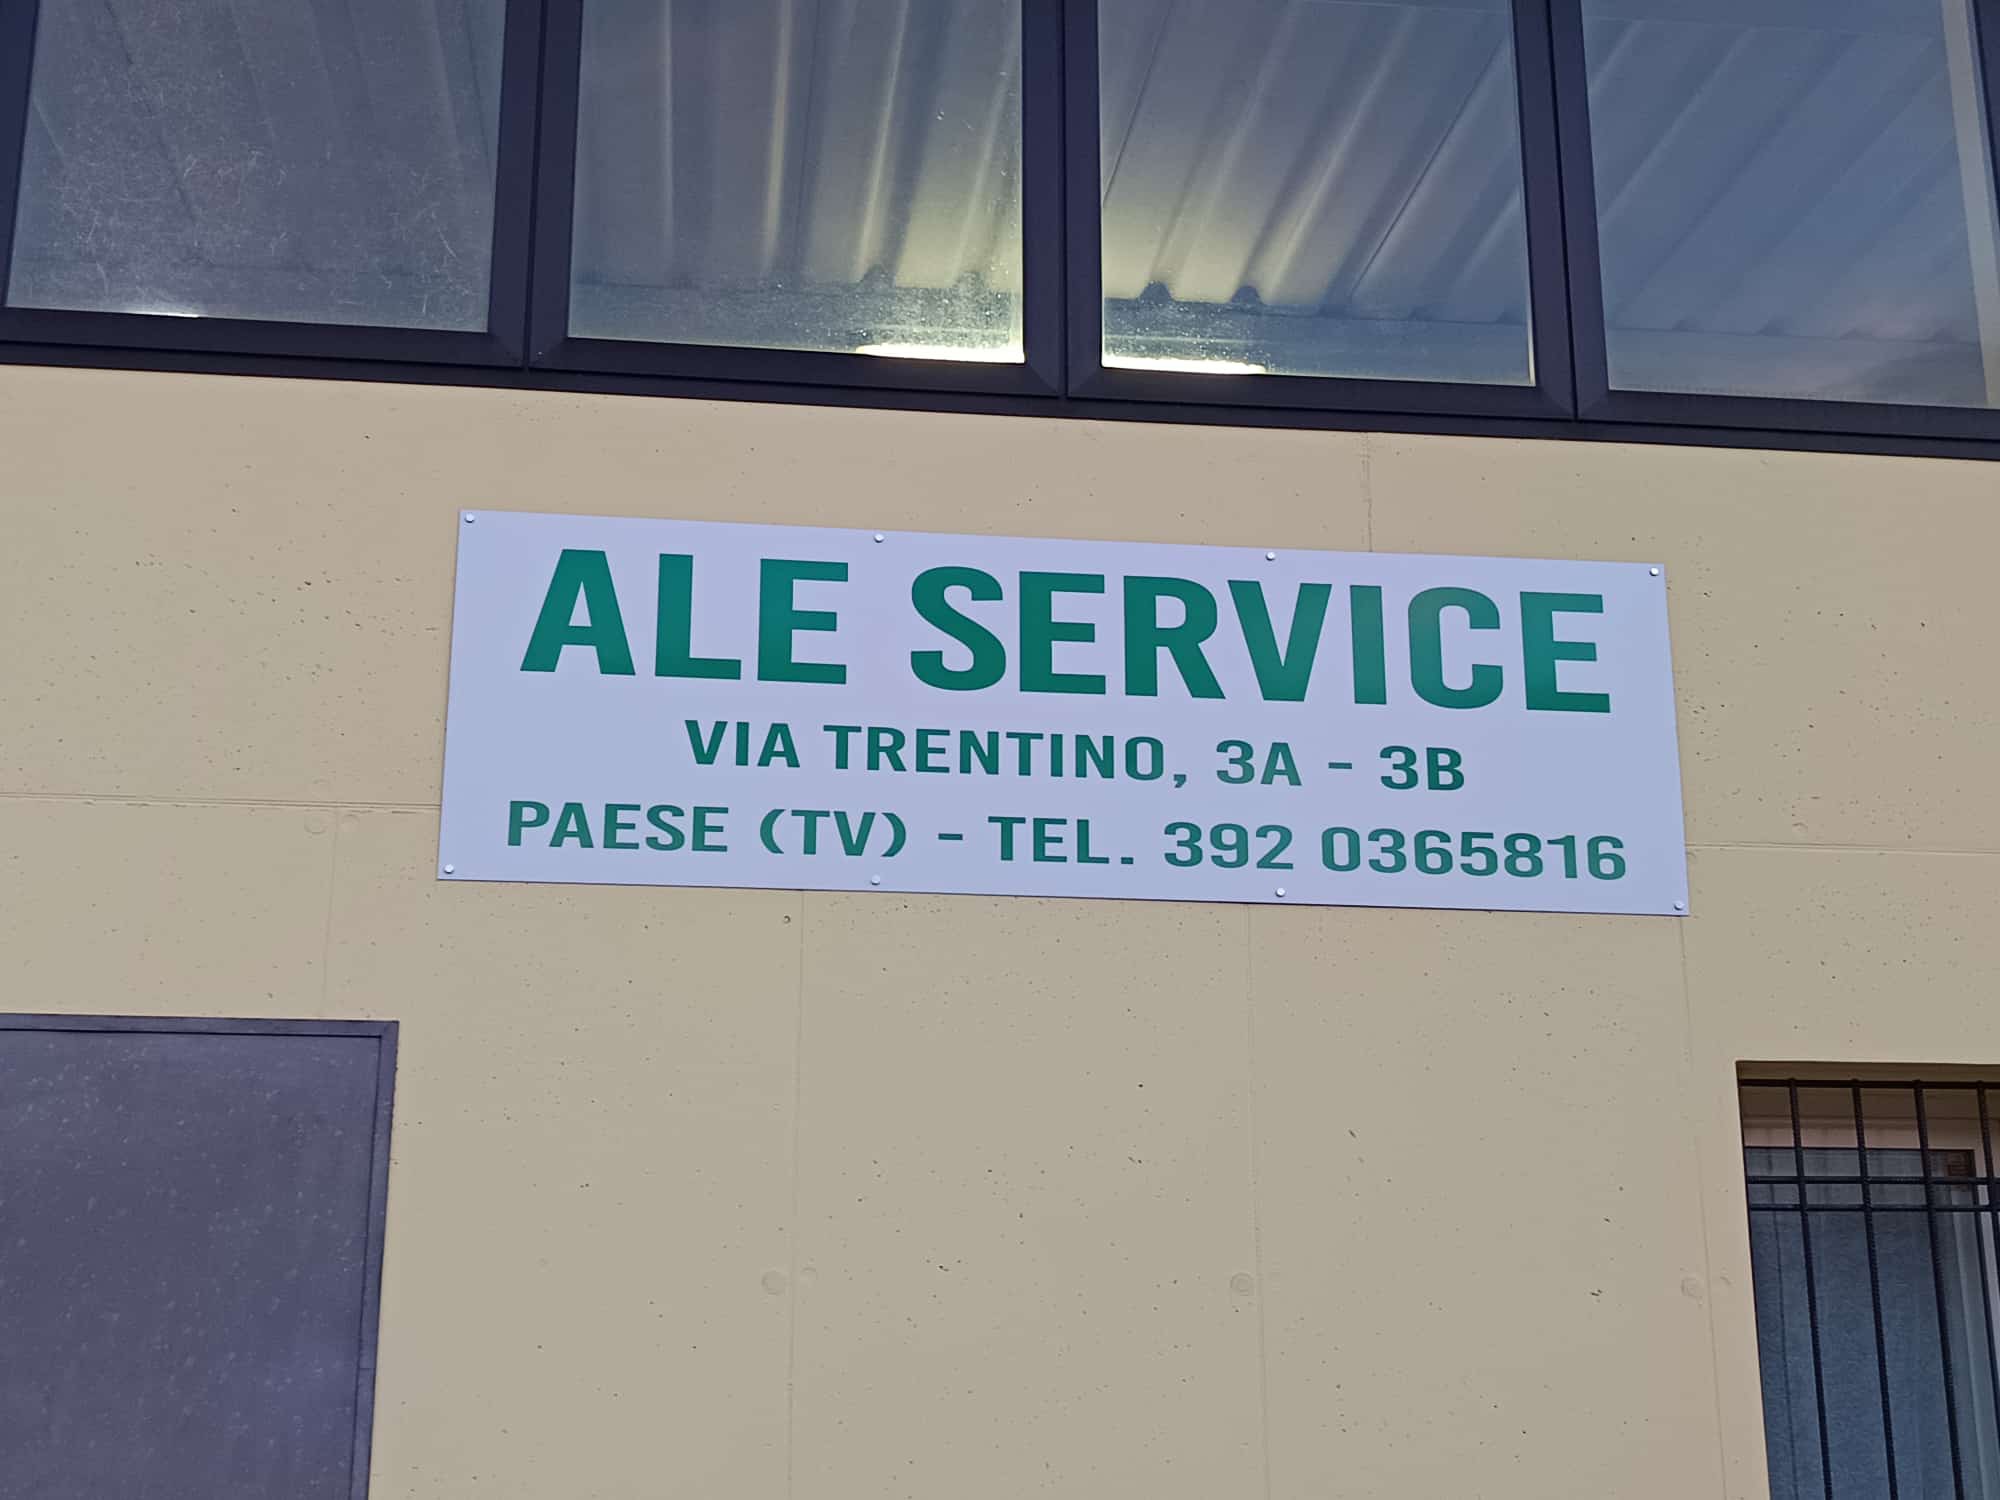 ALE SERVICE
VIA TRENTINO, 3A - 3B
PAESE (TV) - TEL. 392 0365816